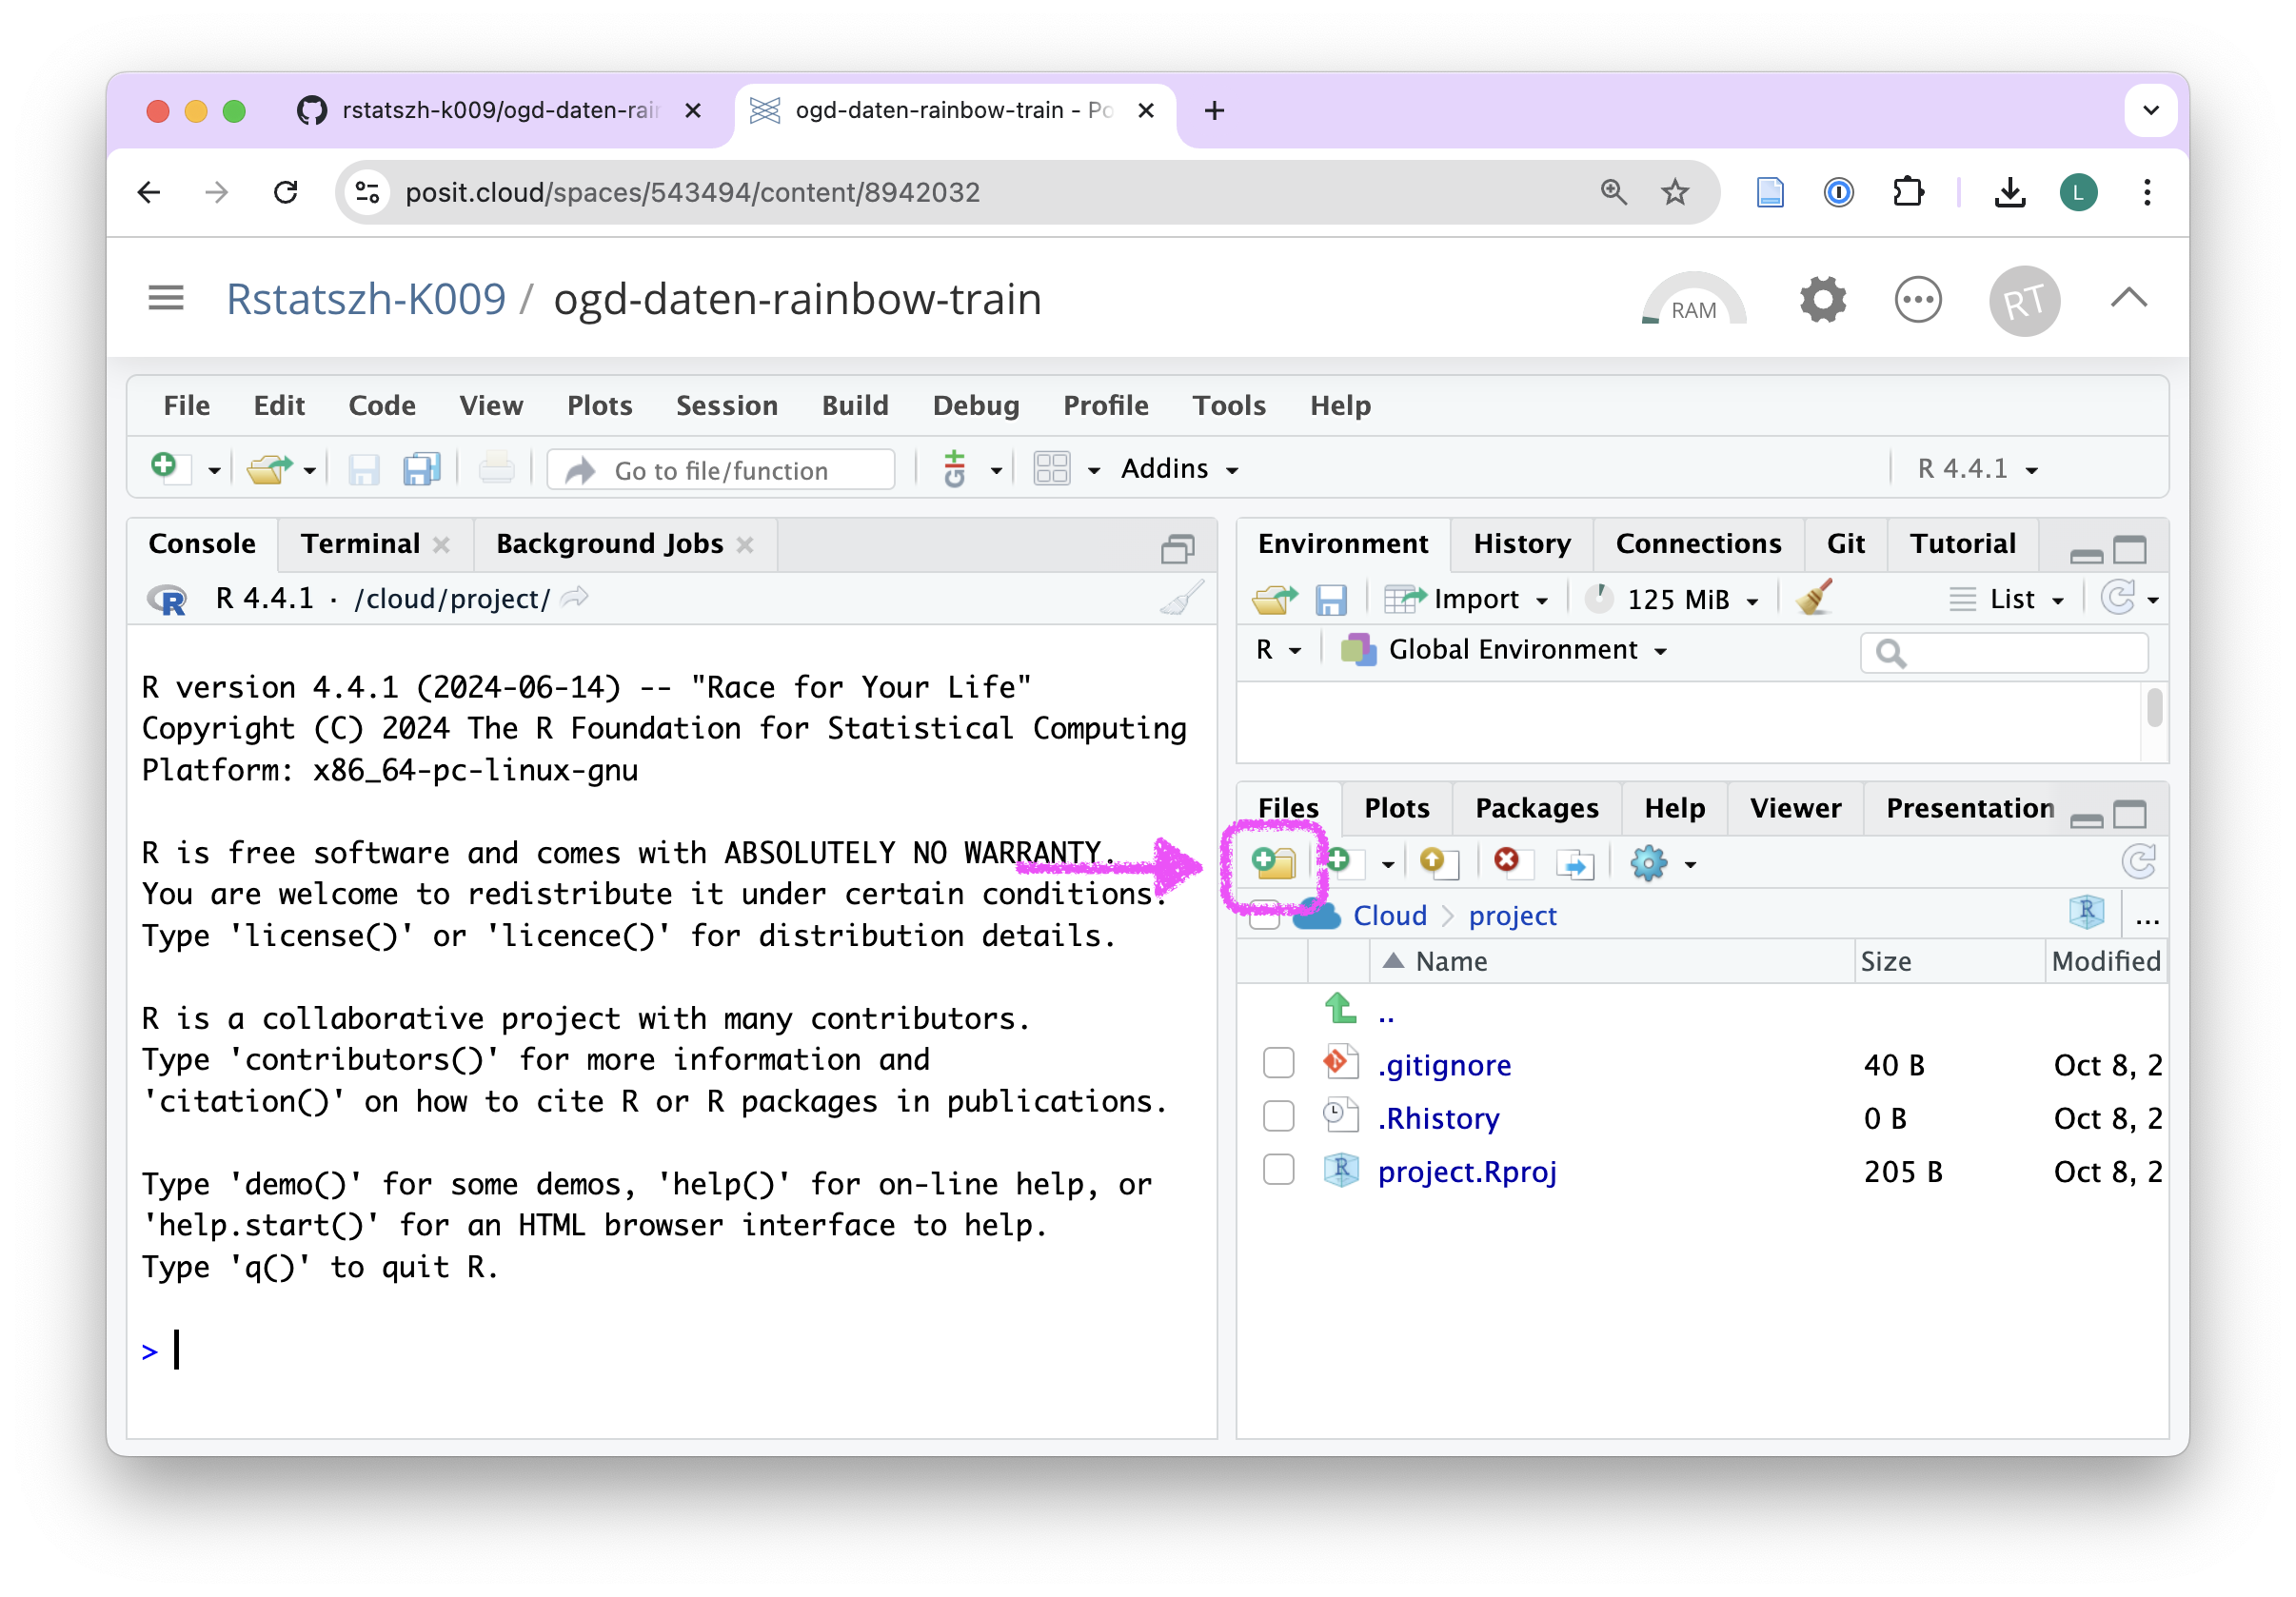 rstatszh-k009/ogd-daten-rain
ogd-daten-rainbow-train - Po
posit.cloud/spaces/543494/content/8942032
L
Rstatszh-K009 / ogd-daten-rainbow-train
RAM
RT
File Edit Code View Plots Session Build Debug Profile Tools Help
Go to file/function
Addins
R 4.4.1
Console Terminal Background Jobs
R 4.4.1 · /cloud/project/
R version 4.4.1 (2024-06-14) -- "Race for Your Life"
Copyright (C) 2024 The R Foundation for Statistical Computing
Platform: x86_64-pc-linux-gnu
R is free software and comes with ABSOLUTELY NO WARRANTY.
You are welcome to redistribute it under certain conditions.
Type 'license()' or 'licence()' for distribution details.
R is a collaborative project with many contributors.
Type 'contributors()' for more information and
'citation()' on how to cite R or R packages in publications.
Type 'demo()' for some demos, 'help()' for on-line help, or
'help.start()' for an HTML browser interface to help.
Type 'q()' to quit R.
>
Environment History Connections Git Tutorial
Import 125 MiB List
R Global Environment
Files Plots Packages Help Viewer Presentation
Cloud project ...
Name Size Modified
..
.gitignore 40 B Oct 8, 2
.Rhistory 0 B Oct 8, 2
project.Rproj 205 B Oct 8, 2